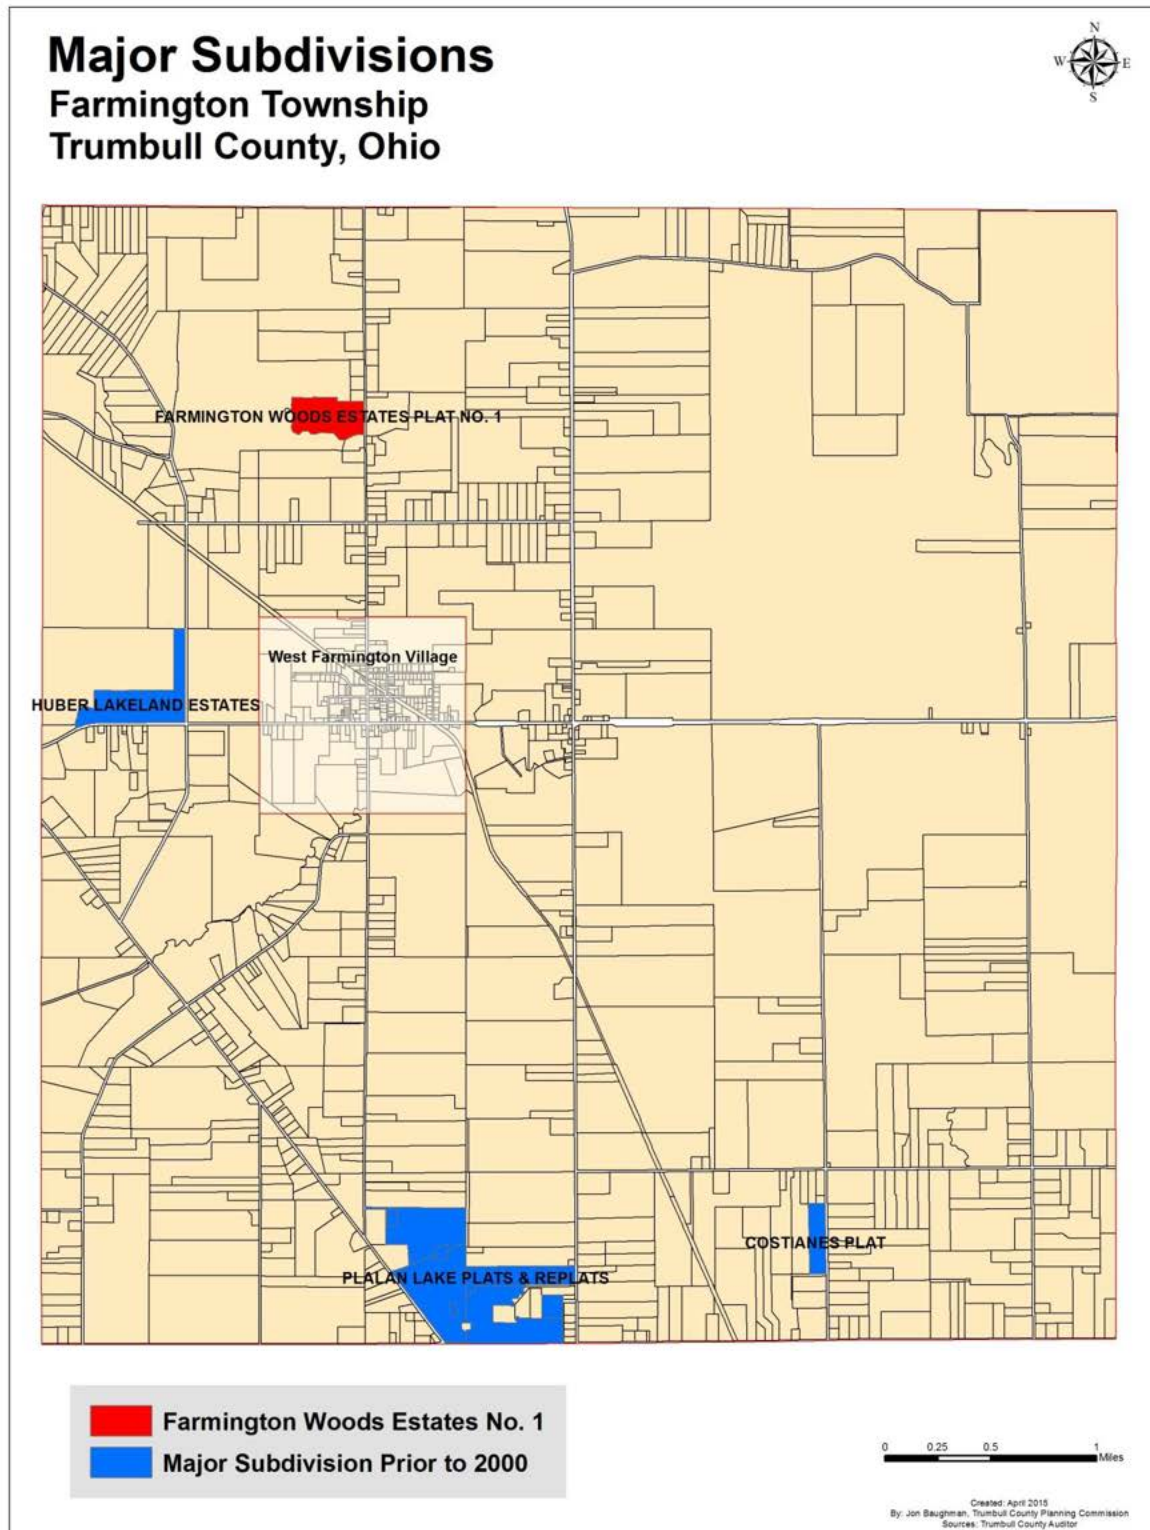 Major Subdivisions
Farmington Township
Trumbull County, Ohio
N
W E
S
FARMINGTON WOODS ESTATES PLAT NO. 1
West Farmington Village
HUBER LAKELAND ESTATES
COSTIANES PLAT
PLALAN LAKE PLATS & REPLATS
Farmington Woods Estates No. 1
Major Subdivision Prior to 2000
0 0.25 0.5 1
Miles
Created: April 2015
By: Jon Baughman, Trumbull County Planning Commission
Sources: Trumbull County Auditor